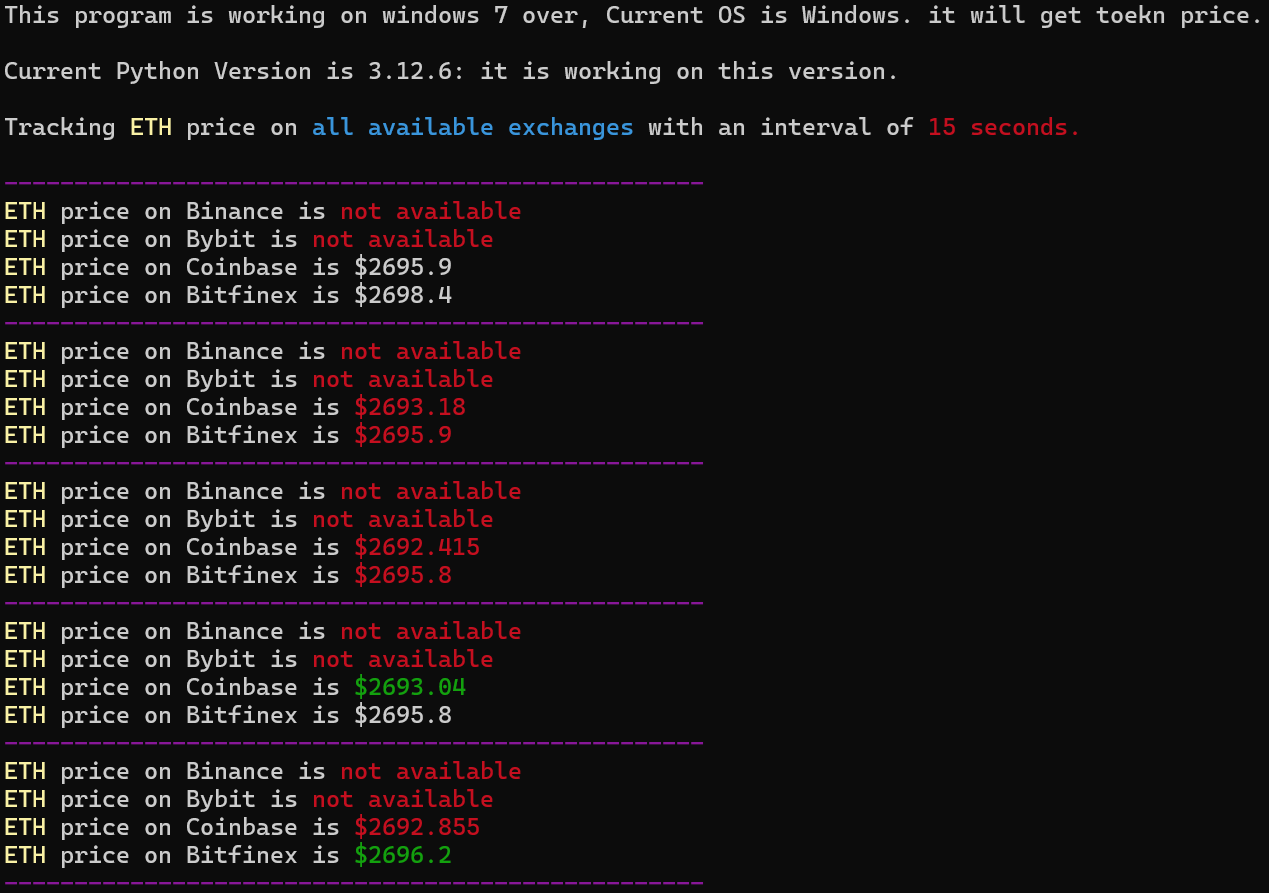 This program is working on windows 7 over, Current OS is Windows. it will get toekn price.
Current Python Version is 3.12.6: it is working on this version.
Tracking ETH price on all available exchanges with an interval of 15 seconds.
--------------------------------------------------
ETH price on Binance is not available
ETH price on Bybit is not available
ETH price on Coinbase is $2695.9
ETH price on Bitfinex is $2698.4
--------------------------------------------------
ETH price on Binance is not available
ETH price on Bybit is not available
ETH price on Coinbase is $2693.18
ETH price on Bitfinex is $2695.9
--------------------------------------------------
ETH price on Binance is not available
ETH price on Bybit is not available
ETH price on Coinbase is $2692.415
ETH price on Bitfinex is $2695.8
--------------------------------------------------
ETH price on Binance is not available
ETH price on Bybit is not available
ETH price on Coinbase is $2693.04
ETH price on Bitfinex is $2695.8
--------------------------------------------------
ETH price on Binance is not available
ETH price on Bybit is not available
ETH price on Coinbase is $2692.855
ETH price on Bitfinex is $2696.2
--------------------------------------------------